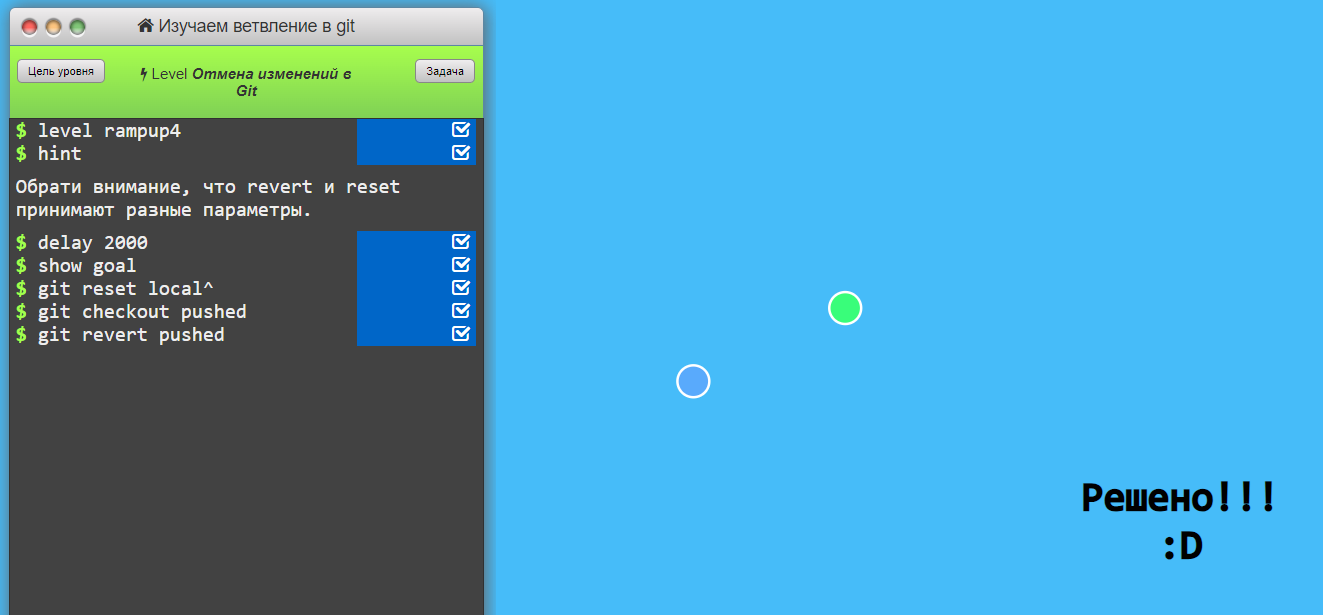 Изучаем ветвление в git
Цель уровня
Level Отмена изменений в
Git
Задача
$ level rampup4
$ hint
Обрати внимание, что revert и reset
принимают разные параметры.
$ delay 2000
$ show goal
$ git reset local^
$ git checkout pushed
$ git revert pushed
Решено!!!
:D